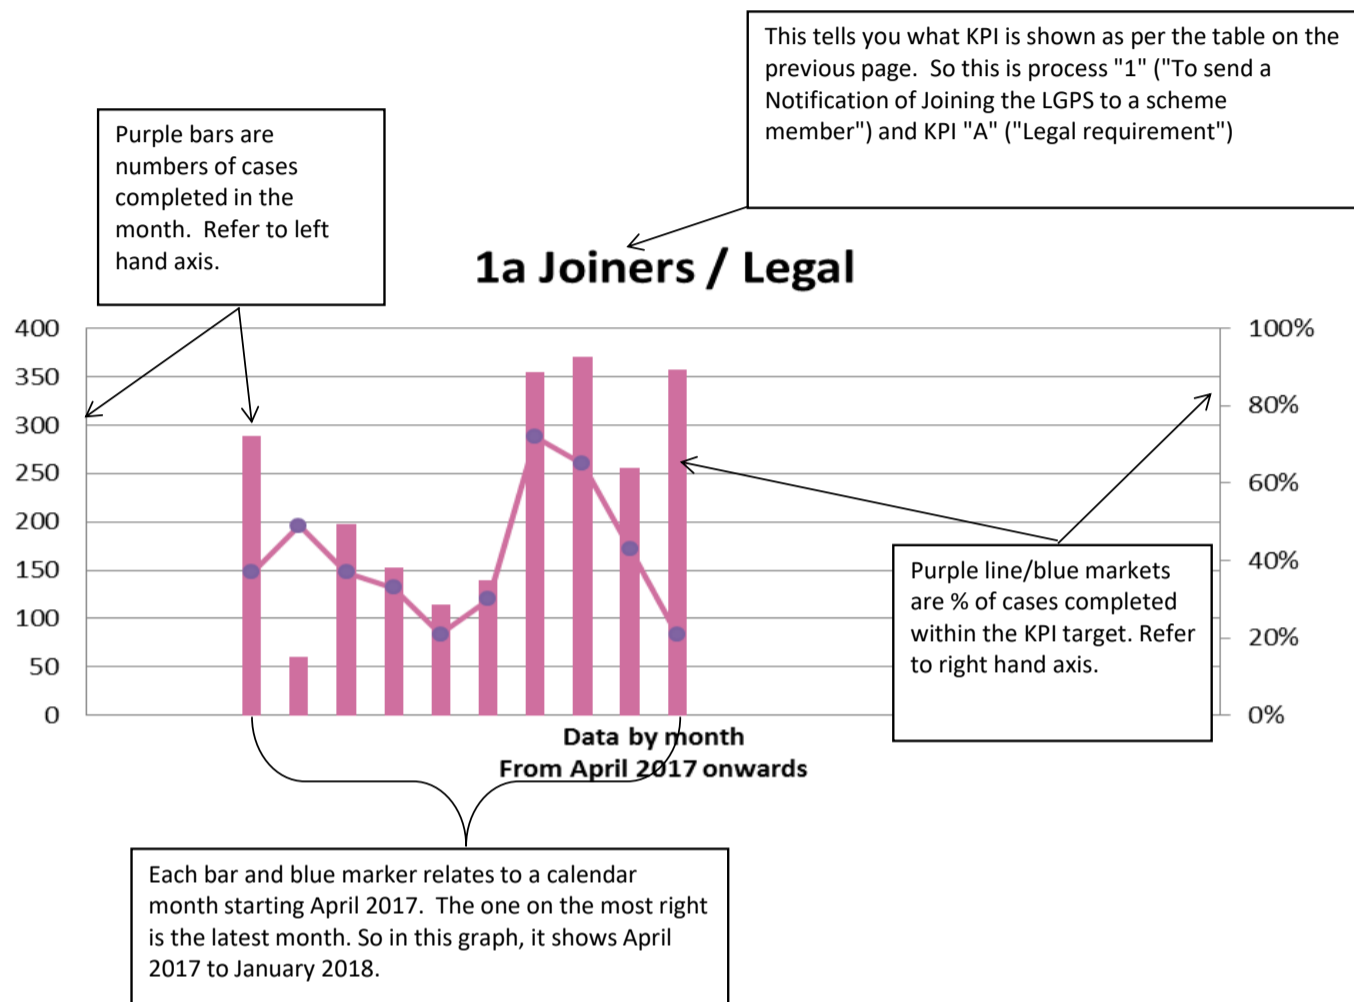 This tells you what KPI is shown as per the table on the
previous page.  So this is process "1" ("To send a
Notification of Joining the LGPS to a scheme
member") and KPI "A" ("Legal requirement")
Purple bars are
numbers of cases
completed in the
month.  Refer to left
hand axis.
1a Joiners / Legal
400
350
300
250
200
150
100
50
0
100%
80%
60%
40%
20%
0%
Purple line/blue markets
are % of cases completed
within the KPI target. Refer
to right hand axis.
Data by month
From April 2017 onwards
Each bar and blue marker relates to a calendar
month starting April 2017.  The one on the most right
is the latest month. So in this graph, it shows April
2017 to January 2018.